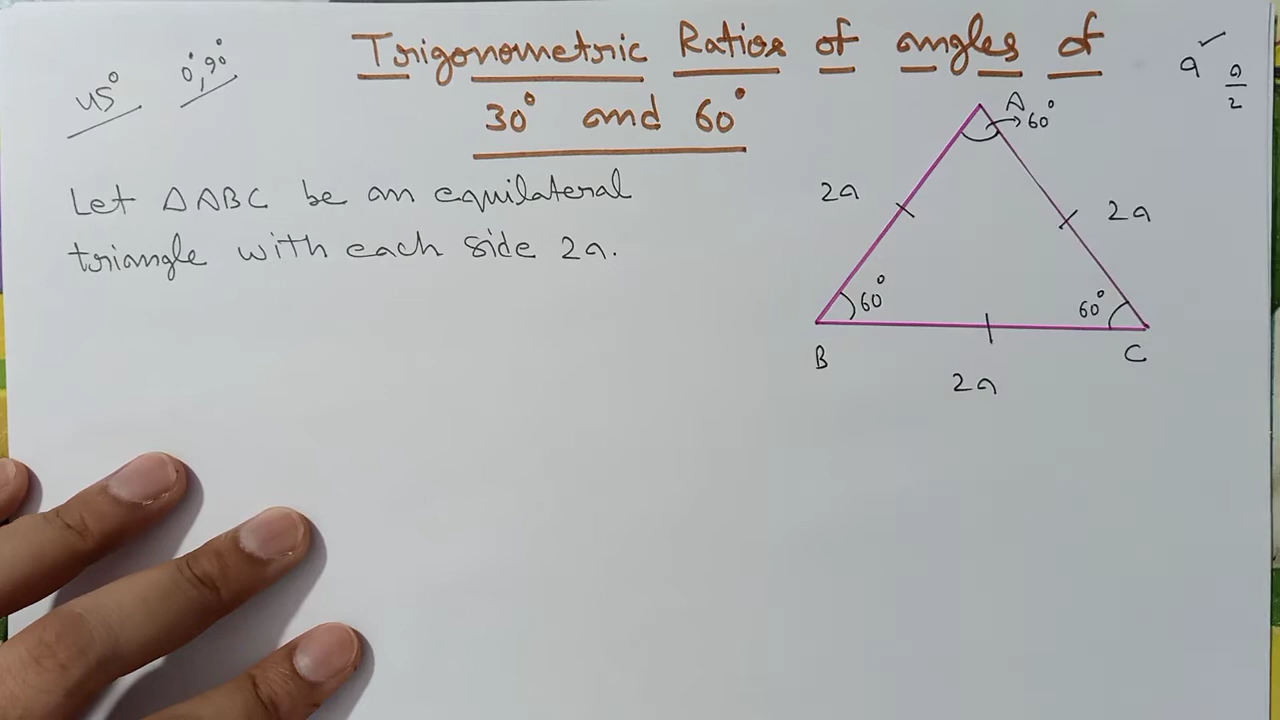 45°
0°, 90°
Trigonometric Ratios of angles of
30° and 60°
a ✓
a/2
Let △ABC be an equilateral
triangle with each side 2a.
A
60°
2a
2a
60°
60°
B
C
2a